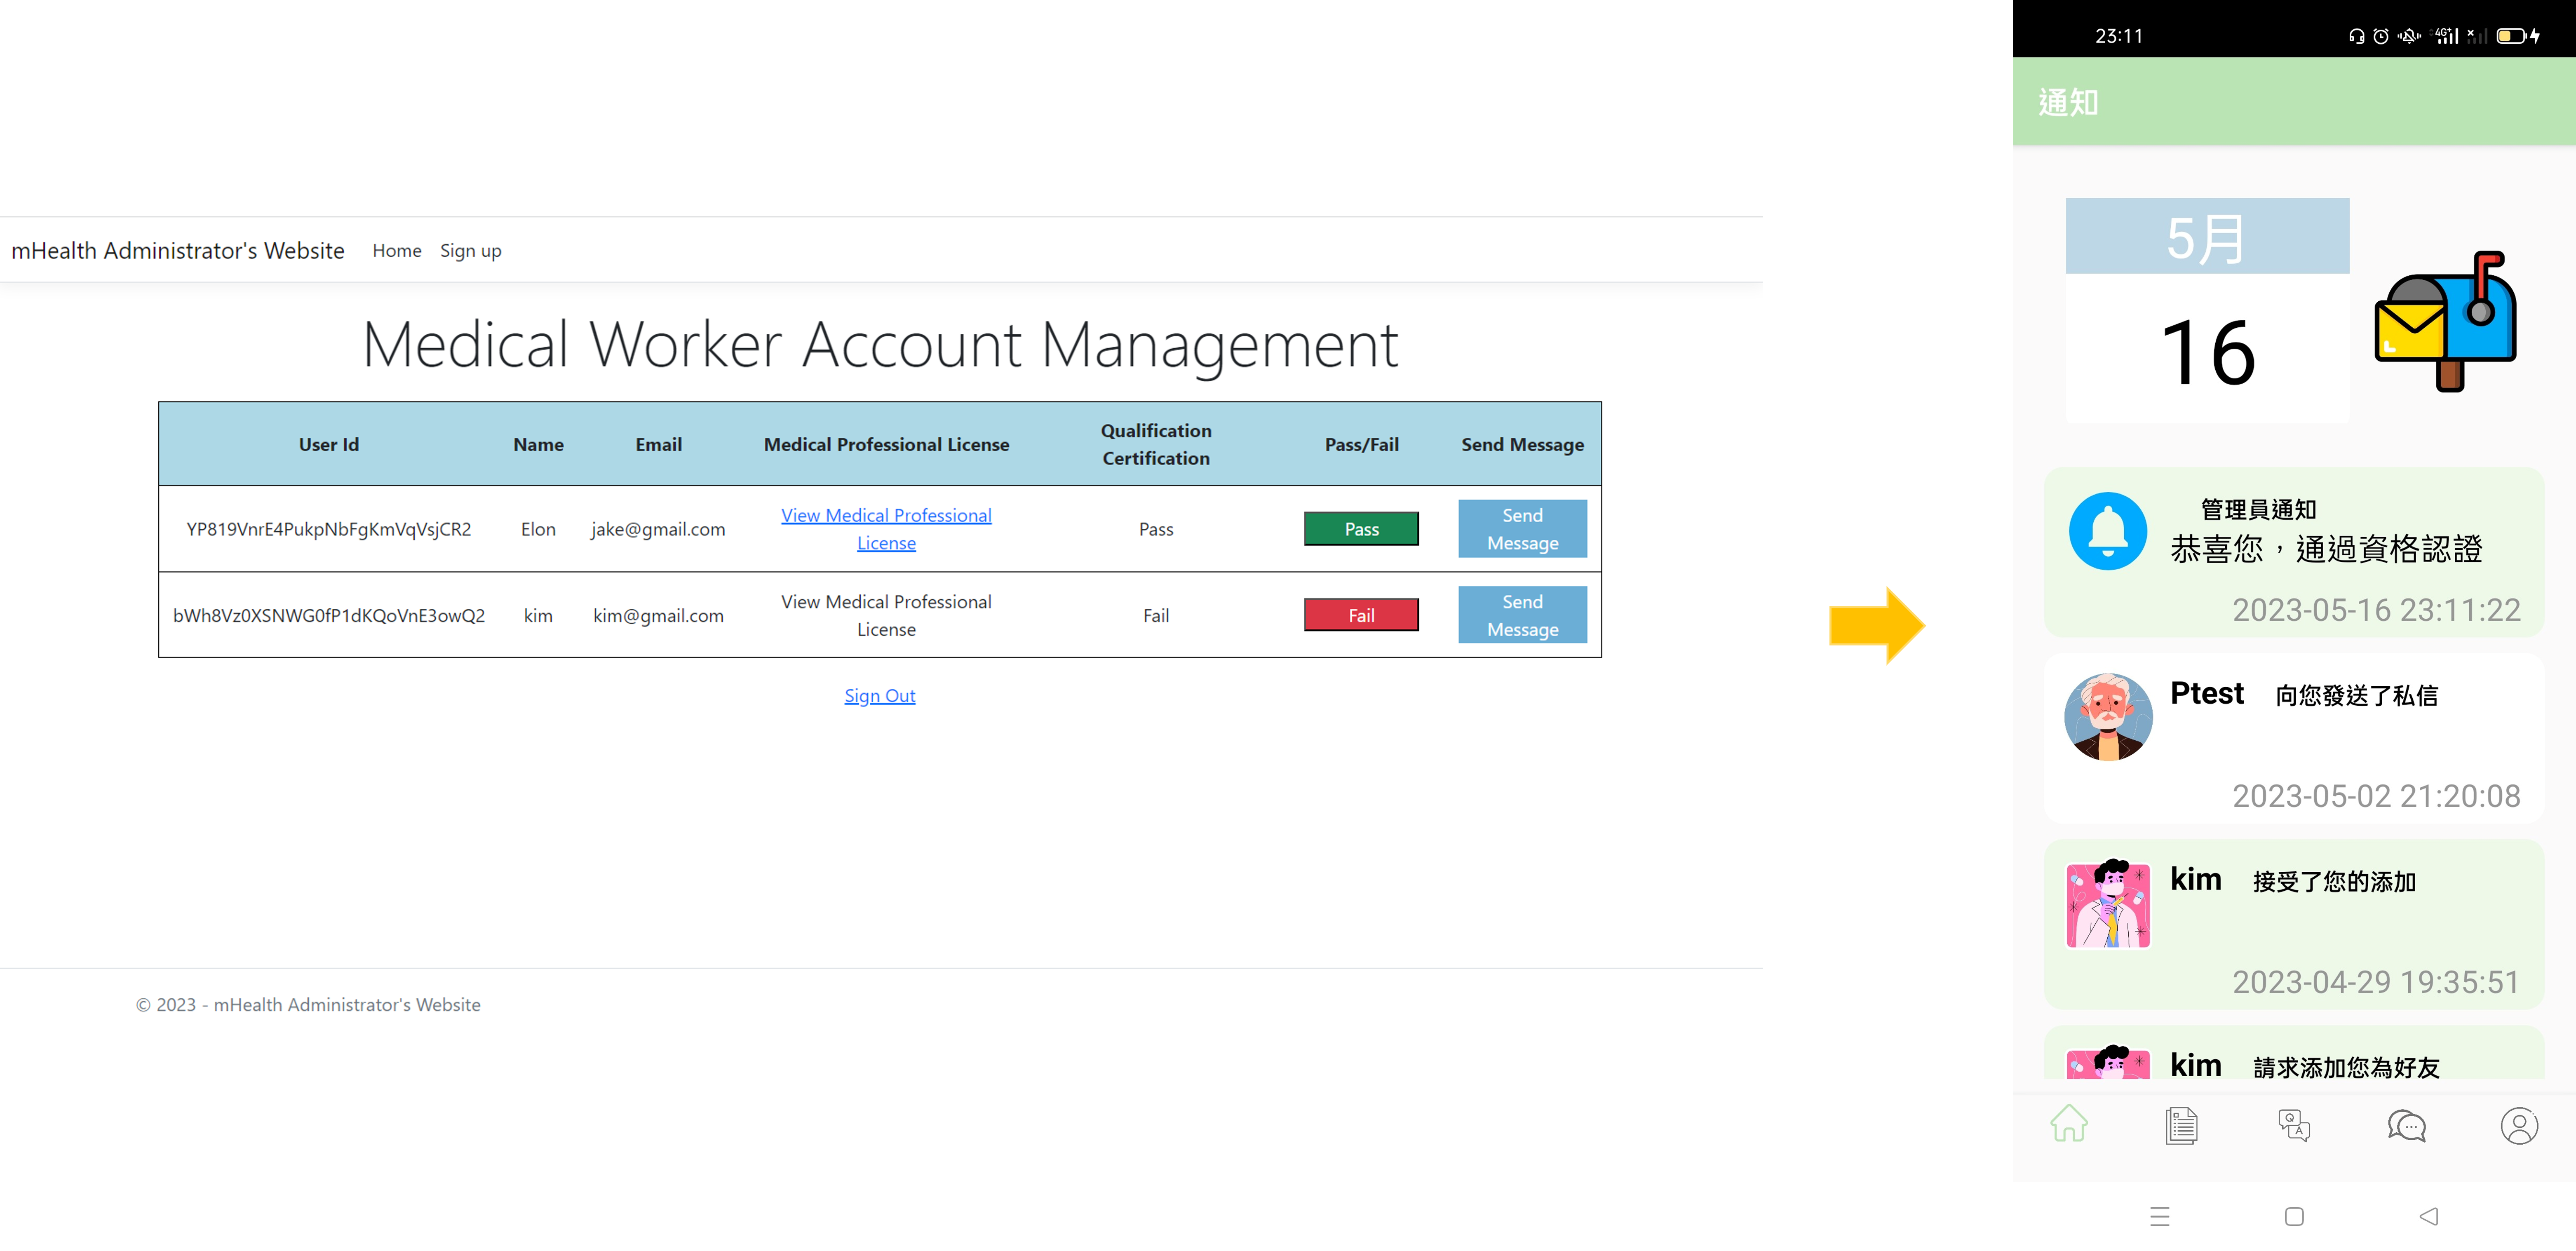 mHealth Administrator's Website Home Sign up
Medical Worker Account Management
User Id Name Email Medical Professional License Qualification Certification Pass/Fail Send Message
YP819VnrE4PukpNbFgKmVqVsjCR2 Elon jake@gmail.com View Medical Professional License Pass Pass Send Message
bWh8Vz0XSNWG0fP1dKQoVnE3owQ2 kim kim@gmail.com View Medical Professional License Fail Fail Send Message
Sign Out
© 2023 - mHealth Administrator's Website
23:11 4G+
通知
5月
16
管理員通知
恭喜您，通過資格認證
2023-05-16 23:11:22
Ptest 向您發送了私信
2023-05-02 21:20:08
kim 接受了您的添加
2023-04-29 19:35:51
kim 請求添加您為好友
Q A